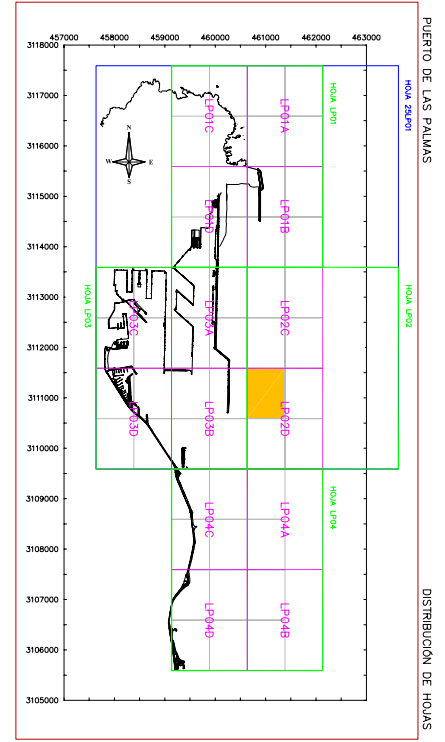 PUERTO DE LAS PALMAS
DISTRIBUCIÓN DE HOJAS
457000 458000 459000 460000 461000 462000 463000
3118000
3117000
3116000
3115000
3114000
3113000
3112000
3111000
3110000
3109000
3108000
3107000
3106000
3105000
HOJA 25LP01
HOJA LP01
HOJA LP02
HOJA LP03
HOJA LP04
LP01C
LP01A
LP01D
LP01B
LP03C
LP03A
LP02C
LP03D
LP03B
LP02D
LP04C
LP04A
LP04D
LP04B
N
W
E
S